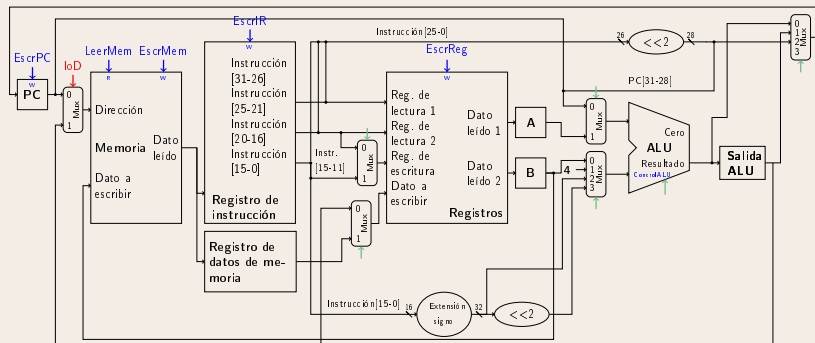 EscrPC
W
PC
IoD
0
Mux
1
LeerMem
R
EscrMem
W
Dirección
Memoria
Dato
leído
Dato a
escribir
EscrIR
W
Instrucción
[31-26]
Instrucción
[25-21]
Instrucción
[20-16]
Instrucción
[15-0]
Registro de
instrucción
Registro de
datos de me-
moria
Instrucción[25-0]
Instr.
[15-11]
0
Mux
1
0
Mux
1
EscrReg
W
Reg. de
lectura 1
Reg. de
lectura 2
Reg. de
escritura
Dato a
escribir
Dato
leído 1
Dato
leído 2
Registros
A
B
4
26
<<2
28
PC[31-28]
0
Mux
1
0
1
2
3
Mux
Cero
ALU
Resultado
ControlALU
Salida
ALU
0
1
2
3
Mux
Instrucción[15-0]
16
Extensión
signo
32
<<2